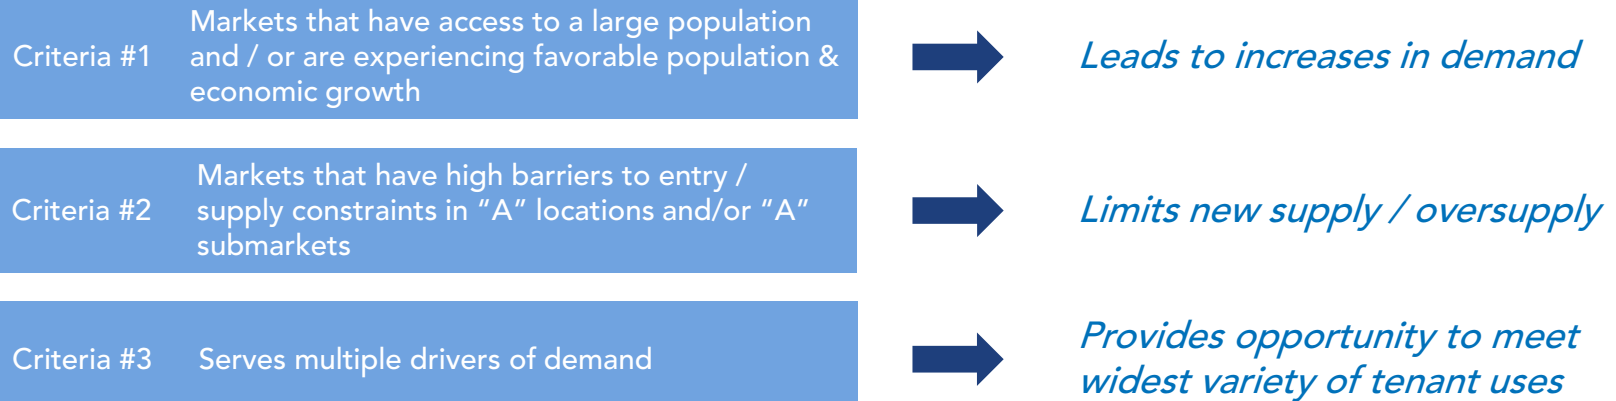 Criteria #1
Markets that have access to a large population
and / or are experiencing favorable population &
economic growth
Leads to increases in demand
Criteria #2
Markets that have high barriers to entry /
supply constraints in “A” locations and/or “A”
submarkets
Limits new supply / oversupply
Criteria #3
Serves multiple drivers of demand
Provides opportunity to meet
widest variety of tenant uses